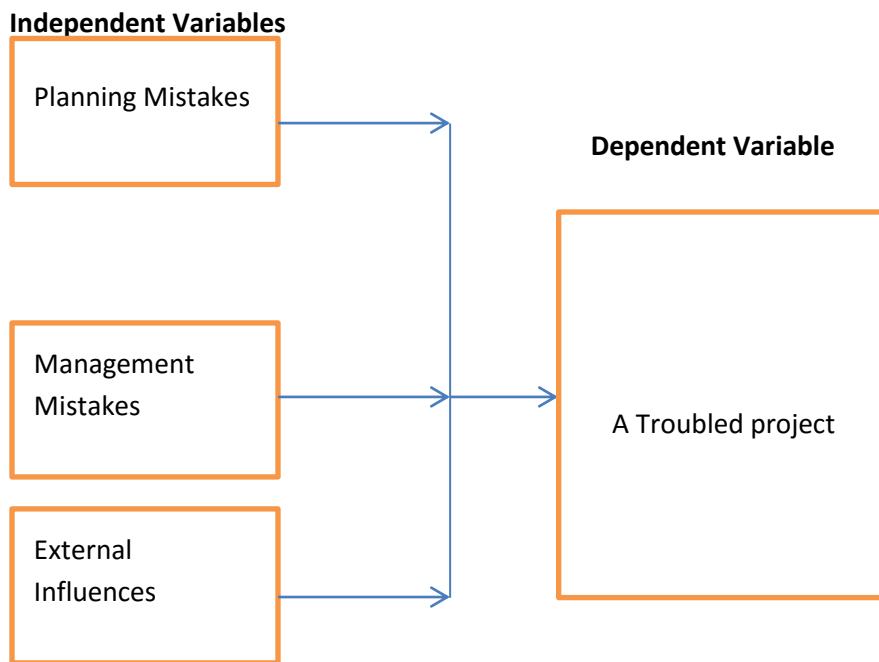 Independent Variables
Planning Mistakes
Dependent Variable
Management
Mistakes
A Troubled project
External
Influences